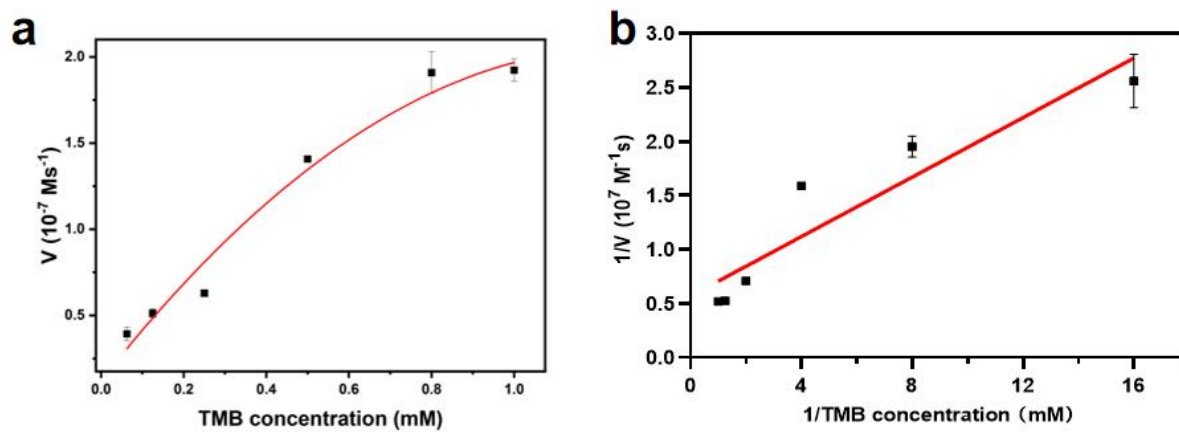 a
V (10⁻⁷ Ms⁻¹)
2.0
1.5
1.0
0.5
0.0 0.2 0.4 0.6 0.8 1.0
TMB concentration (mM)
b
1/V (10⁷ M⁻¹s)
3.0
2.5
2.0
1.5
1.0
0.5
0.0
0 4 8 12 16
1/TMB concentration（mM）